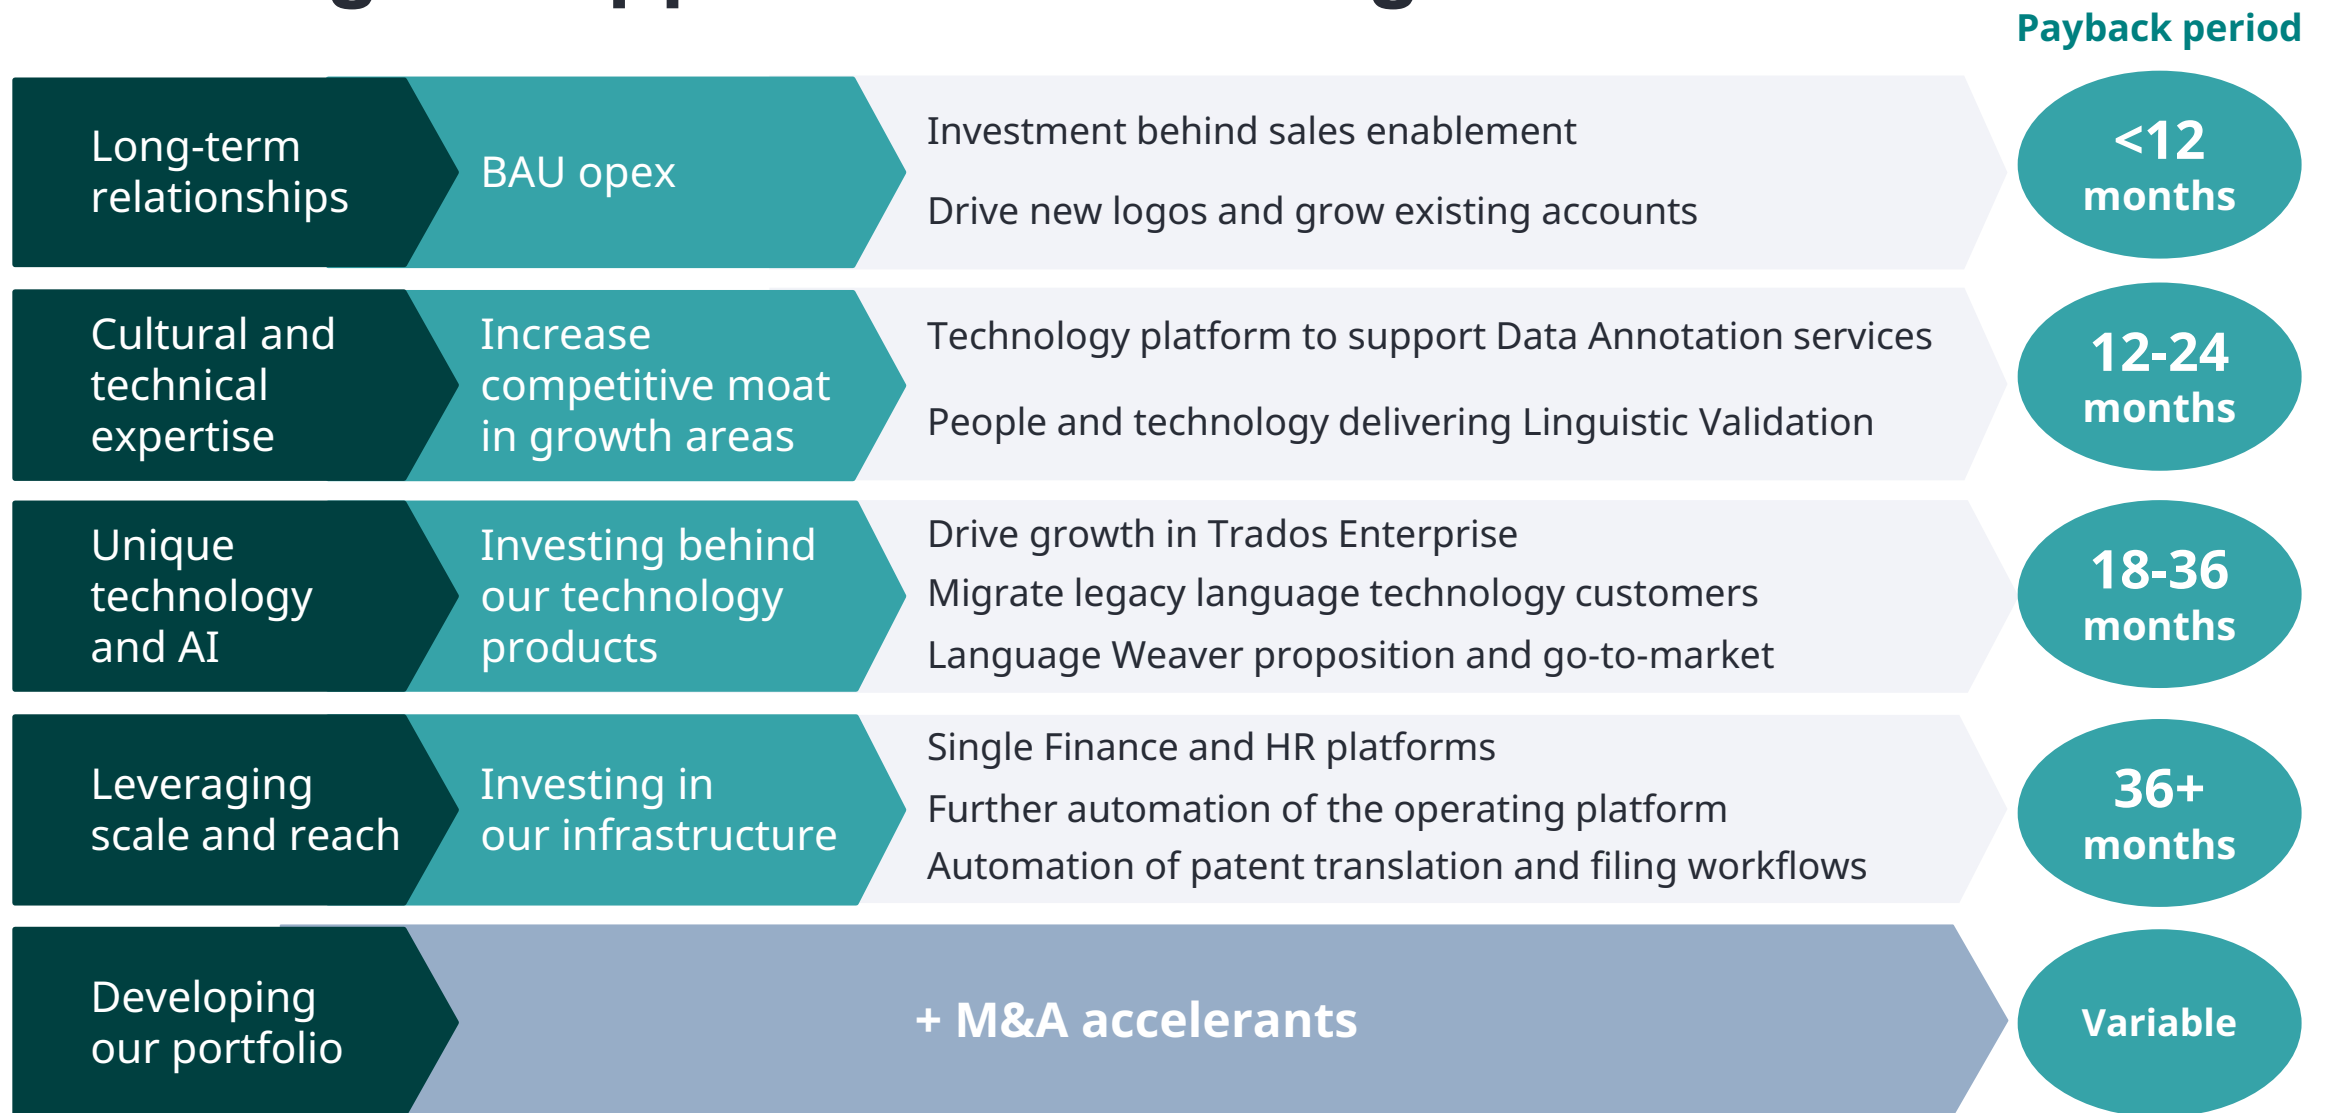 Payback period
Long-term
relationships
BAU opex
Investment behind sales enablement
Drive new logos and grow existing accounts
<12
months
Cultural and
technical
expertise
Increase
competitive moat
in growth areas
Technology platform to support Data Annotation services
People and technology delivering Linguistic Validation
12-24
months
Unique
technology
and AI
Investing behind
our technology
products
Drive growth in Trados Enterprise
Migrate legacy language technology customers
Language Weaver proposition and go-to-market
18-36
months
Leveraging
scale and reach
Investing in
our infrastructure
Single Finance and HR platforms
Further automation of the operating platform
Automation of patent translation and filing workflows
36+
months
Developing
our portfolio
+ M&A accelerants
Variable